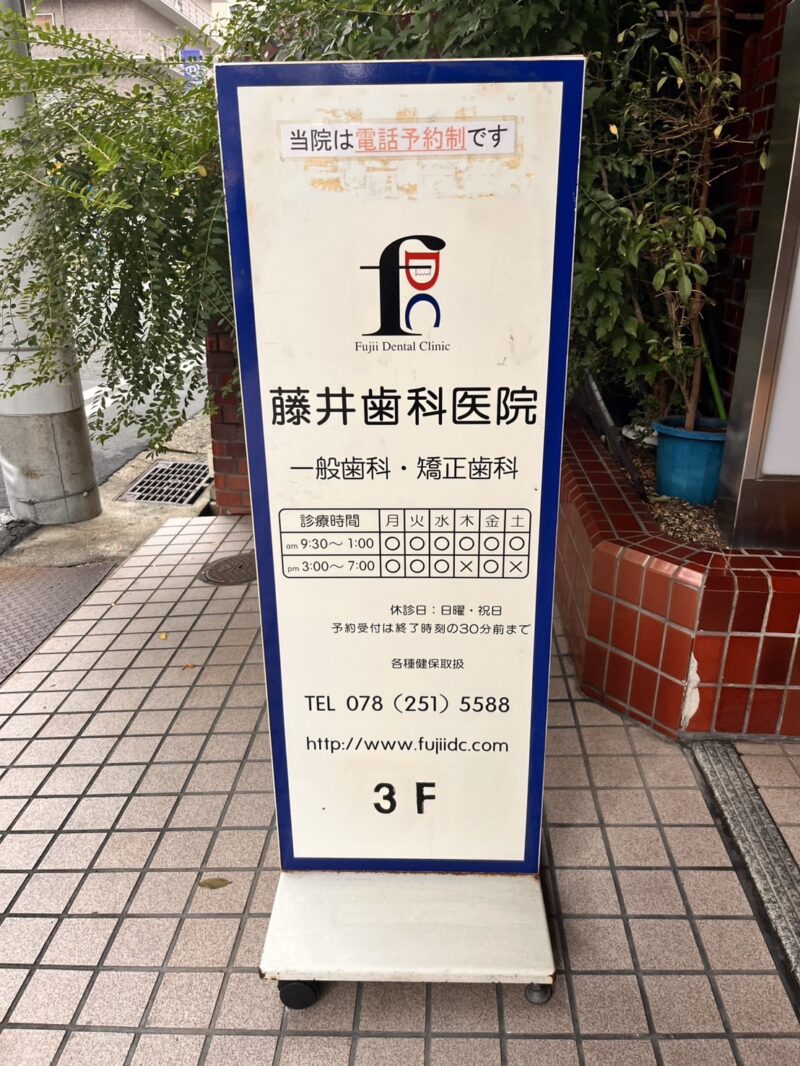 当院は電話予約制です
fDC
Fujii Dental Clinic
藤井歯科医院
一般歯科・矯正歯科
診療時間 月 火 水 木 金 土
am 9:30〜1:00 ○ ○ ○ ○ ○ ○
pm 3:00〜7:00 ○ ○ ○ × ○ ×
休診日：日曜・祝日
予約受付は終了時刻の30分前まで
各種健保取扱
TEL 078（251）5588
http://www.fujiidc.com
3F